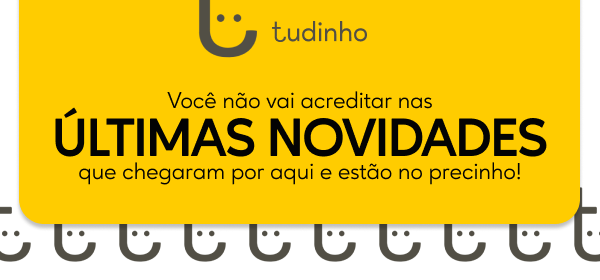 tudinho
Você não vai acreditar nas
ÚLTIMAS NOVIDADES
que chegaram por aqui e estão no precinho!